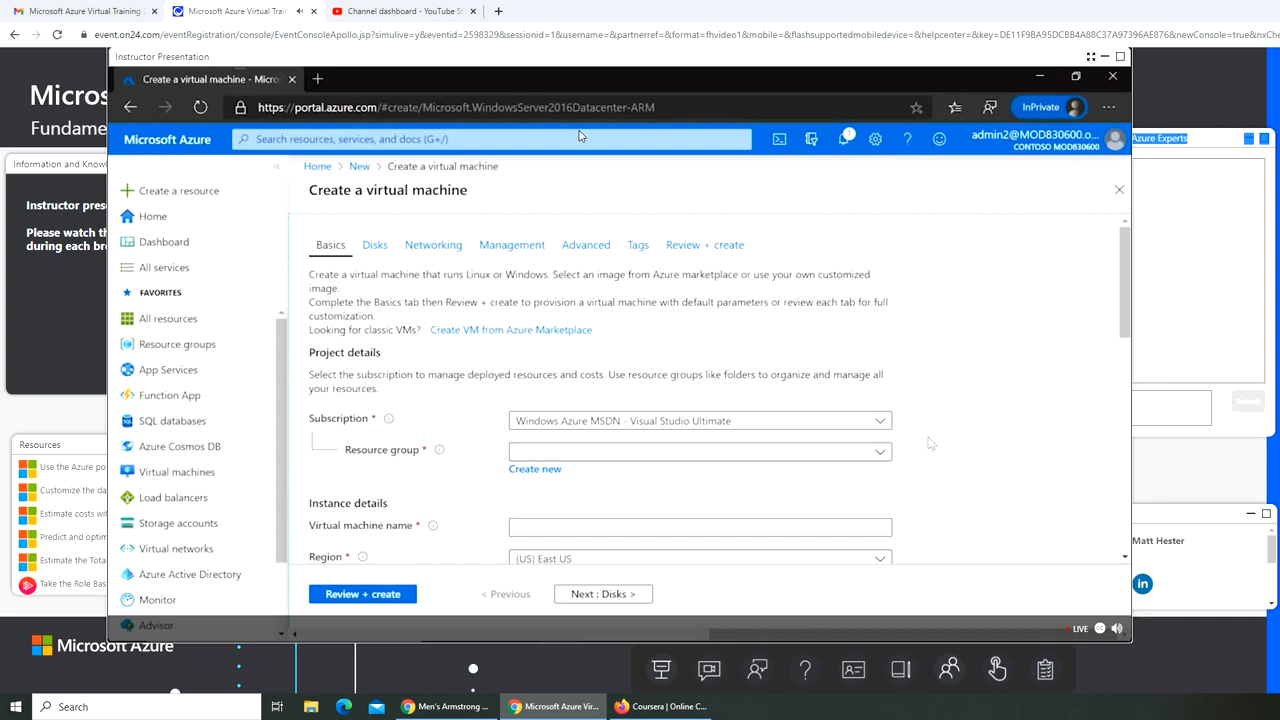 Microsoft Azure Virtual Training D
Microsoft Azure Virtual Train
Channel dashboard - YouTube St
event.on24.com/eventRegistration/console/EventConsoleApollo.jsp?simulive=y&eventid=2598329&sessionid=1&username=&partnerref=&format=fhvideo1&mobile=&flashsupportedmobiledevice=&helpcenter=&key=DE11F9BA95DCBB4A88C37A97396AE876&newConsole=true&nxChe
Instructor Presentation
Create a virtual machine - Micros
https://portal.azure.com/#create/Microsoft.WindowsServer2016Datacenter-ARM
InPrivate
Micros
Fundame
Microsoft Azure
Search resources, services, and docs (G+/)
1
admin2@MOD830600.o...
CONTOSO MOD830600
Azure Experts
Information and Know
Instructor pres
Please watch th
during each bre
Home > New > Create a virtual machine
Create a virtual machine
Create a resource
Home
Dashboard
All services
FAVORITES
All resources
Resource groups
App Services
Function App
SQL databases
Azure Cosmos DB
Virtual machines
Load balancers
Storage accounts
Virtual networks
Azure Active Directory
Monitor
Advisor
Basics Disks Networking Management Advanced Tags Review + create
Create a virtual machine that runs Linux or Windows. Select an image from Azure marketplace or use your own customized
image.
Complete the Basics tab then Review + create to provision a virtual machine with default parameters or review each tab for full
customization.
Looking for classic VMs? Create VM from Azure Marketplace
Project details
Select the subscription to manage deployed resources and costs. Use resource groups like folders to organize and manage all
your resources.
Subscription *
Windows Azure MSDN - Visual Studio Ultimate
Resource group *
Create new
Instance details
Virtual machine name *
Region *
(US) East US
Review + create
< Previous
Next : Disks >
LIVE
Submit
Resources
Use the Azure po
Customize the da
Estimate costs wi
Predict and optim
Estimate the Tota
Take the Role Bas
Matt Hester
Microsoft Azure
Search
Men's Armstrong ...
Microsoft Azure Vir...
Coursera | Online C...